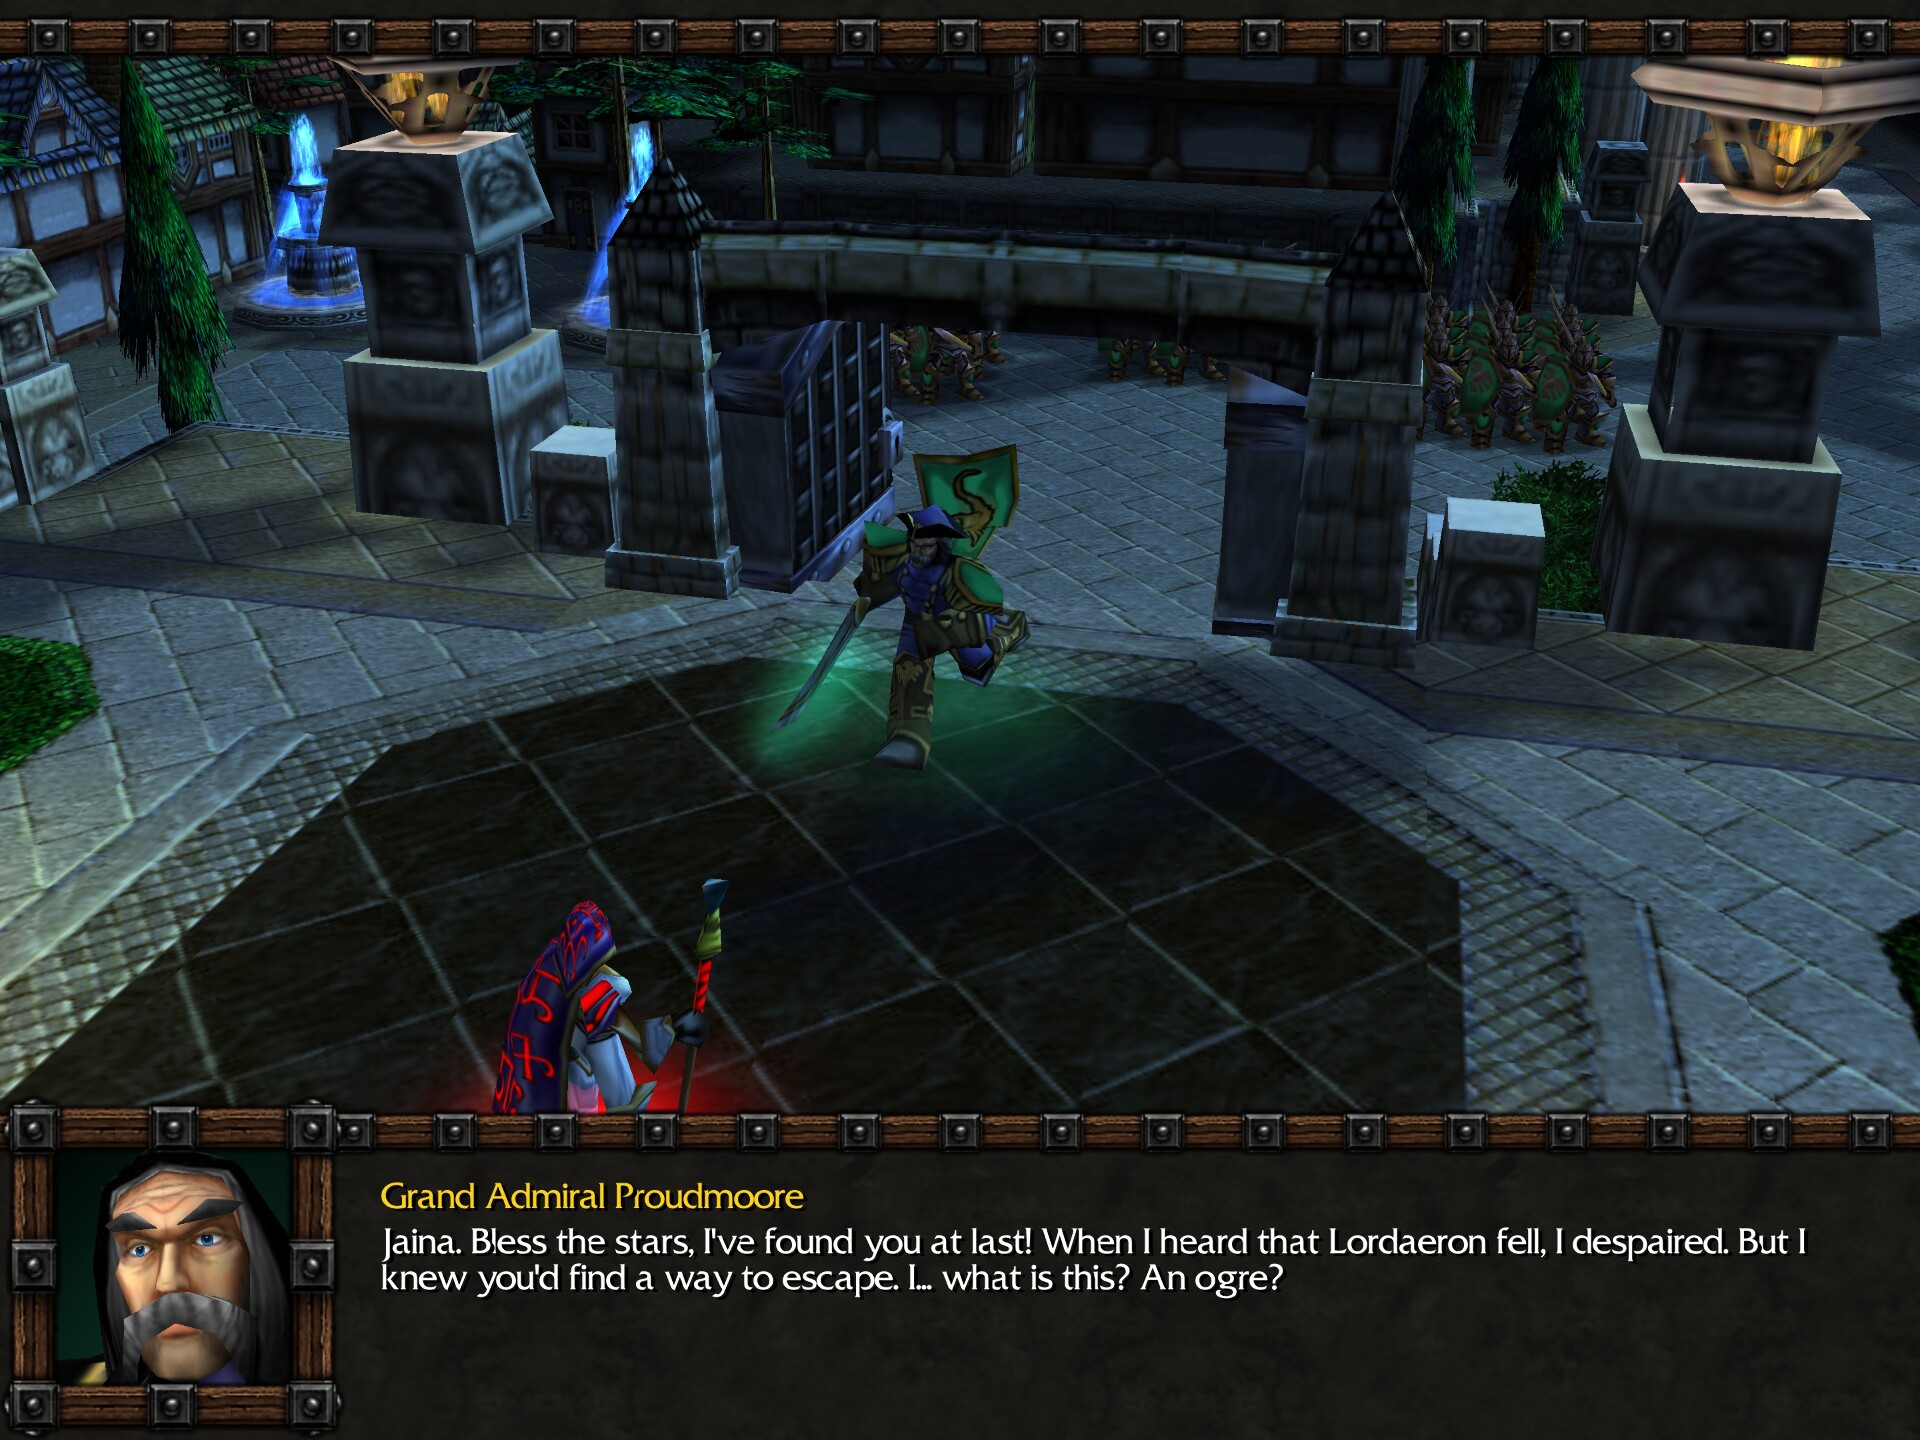 Grand Admiral Proudmoore
Jaina. Bless the stars, I've found you at last! When I heard that Lordaeron fell, I despaired. But I
knew you'd find a way to escape. I... what is this? An ogre?